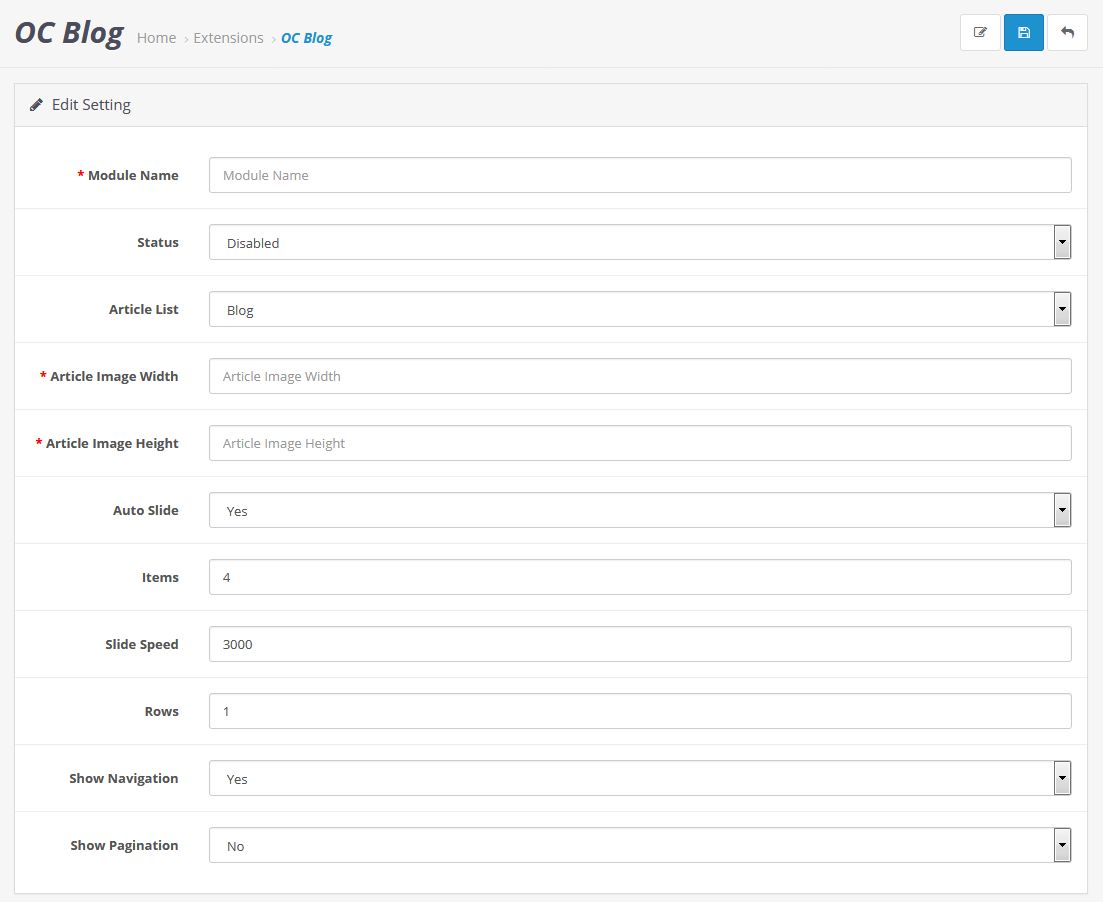 OC Blog Home › Extensions › OC Blog
Edit Setting
* Module Name Module Name
Status Disabled
Article List Blog
* Article Image Width Article Image Width
* Article Image Height Article Image Height
Auto Slide Yes
Items 4
Slide Speed 3000
Rows 1
Show Navigation Yes
Show Pagination No